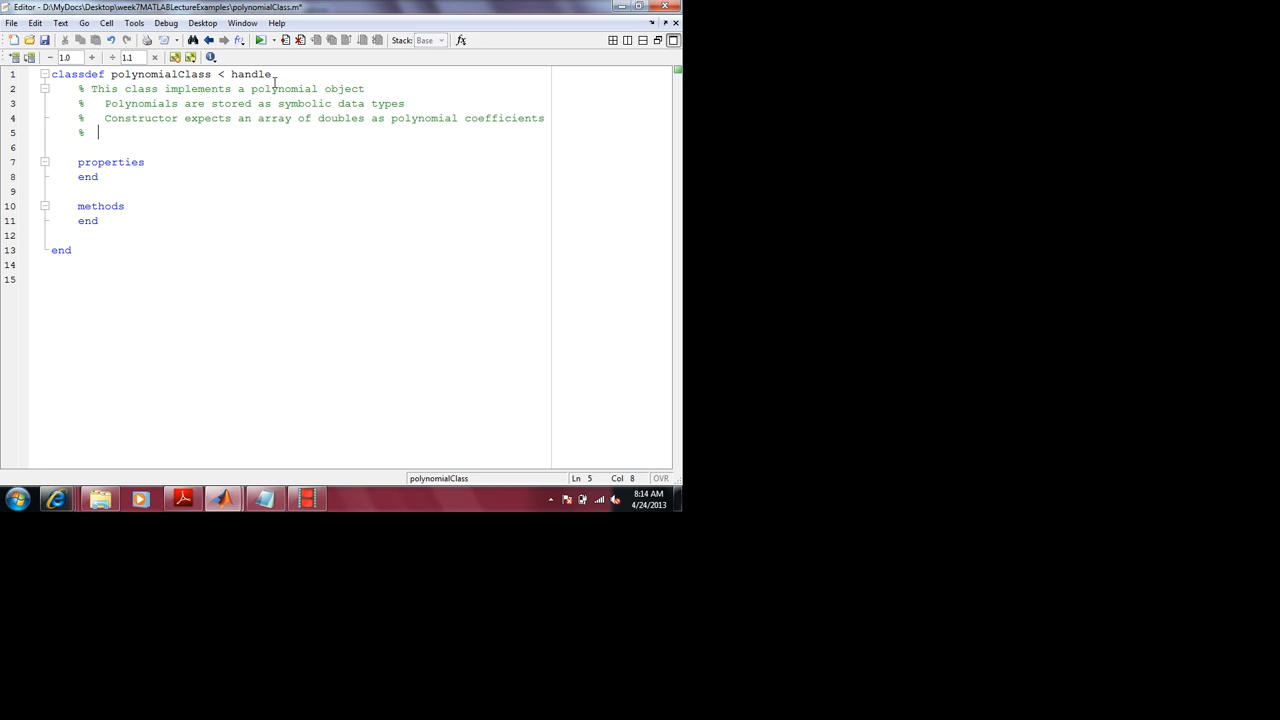 Editor - D:\MyDocs\Desktop\week7MATLABLectureExamples\polynomialClass.m*
File Edit Text Go Cell Tools Debug Desktop Window Help
Stack: Base fx
1.0 1.1
1 classdef polynomialClass < handle
2 % This class implements a polynomial object
3 % Polynomials are stored as symbolic data types
4 % Constructor expects an array of doubles as polynomial coefficients
5 %
6
7 properties
8 end
9
10 methods
11 end
12
13 end
14
15
polynomialClass Ln 5 Col 8 OVR
8:14 AM
4/24/2013